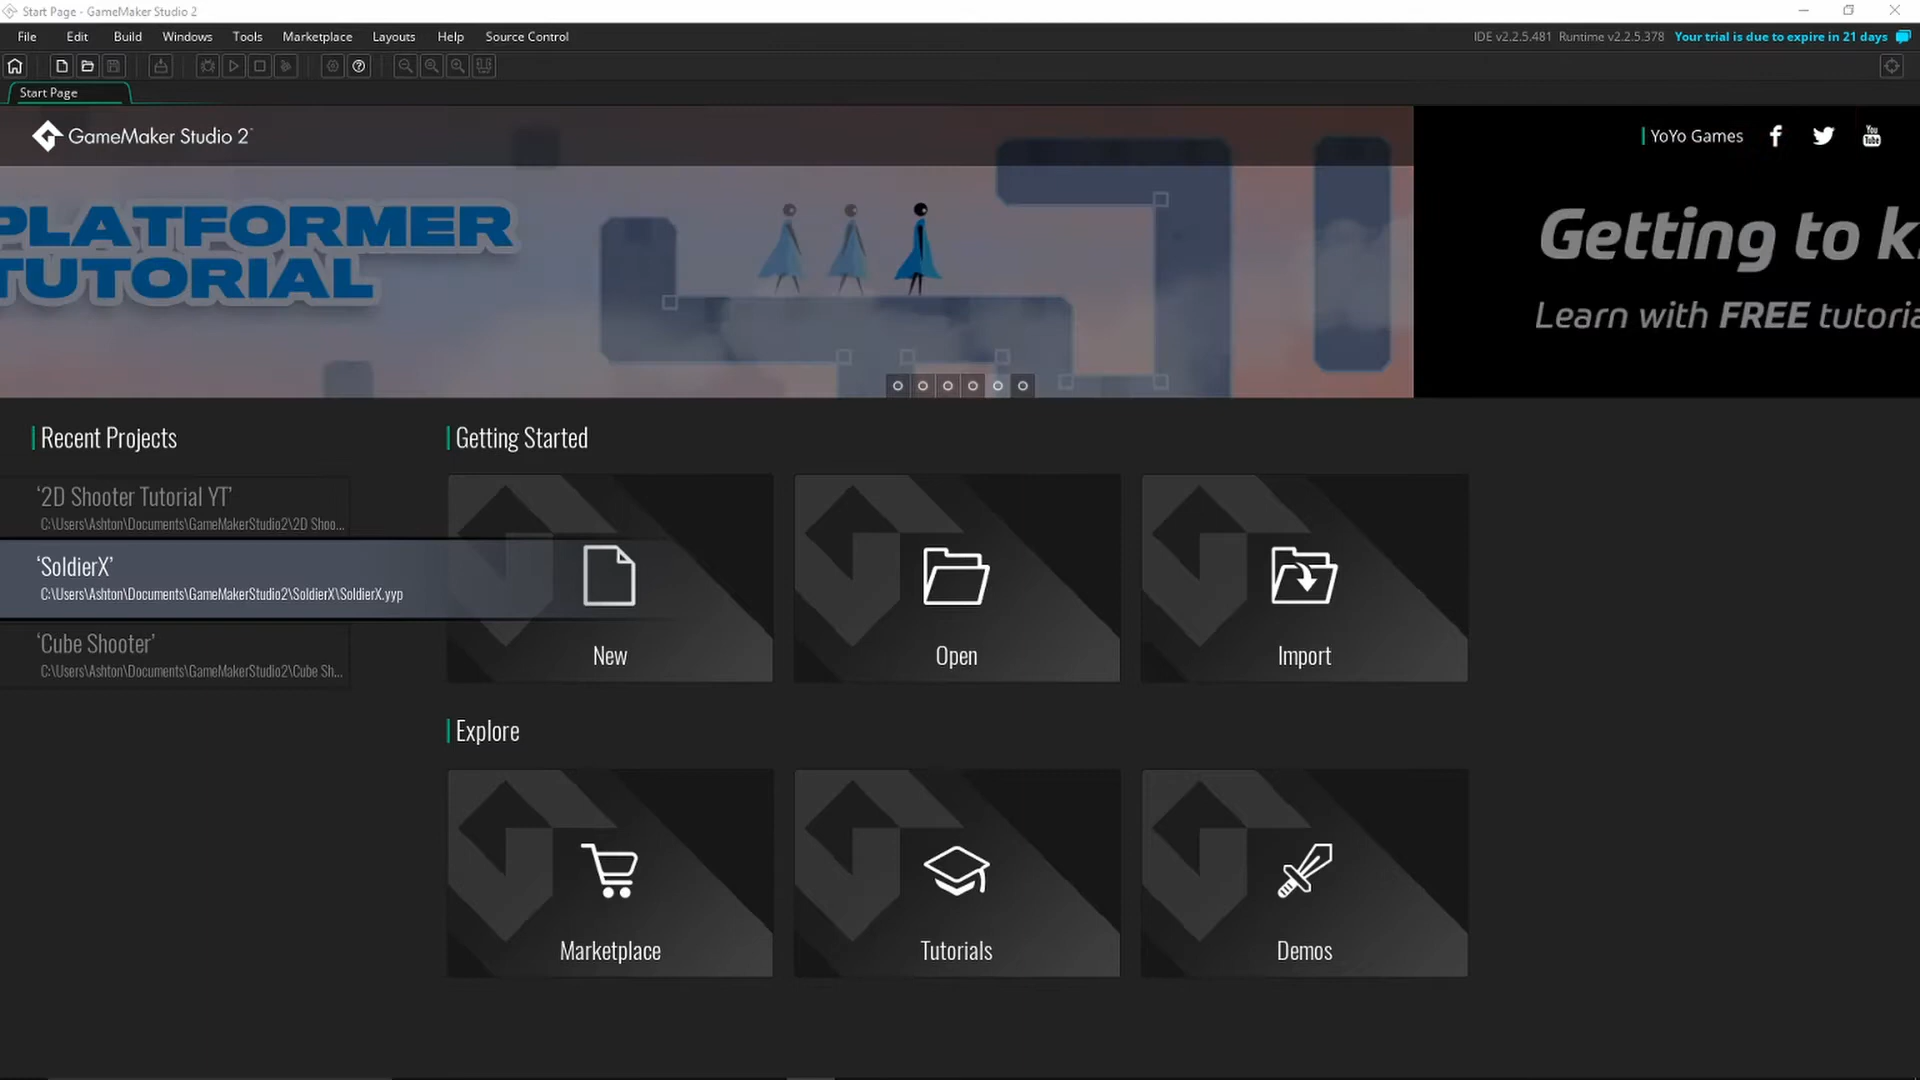 Start Page - GameMaker Studio 2
File Edit Build Windows Tools Marketplace Layouts Help Source Control
IDE v2.2.5.481 Runtime v2.2.5.378 Your trial is due to expire in 21 days
Start Page
GameMaker Studio 2
YoYo Games
You
Tube
PLATFORMER
TUTORIAL
Getting to k
Learn with FREE tutoria
Recent Projects
Getting Started
'2D Shooter Tutorial YT'
C:\Users\Ashton\Documents\GameMakerStudio2\2D Shoo...
'SoldierX'
C:\Users\Ashton\Documents\GameMakerStudio2\SoldierX\SoldierX.yyp
'Cube Shooter'
C:\Users\Ashton\Documents\GameMakerStudio2\Cube Sh...
New
Open
Import
Explore
Marketplace
Tutorials
Demos